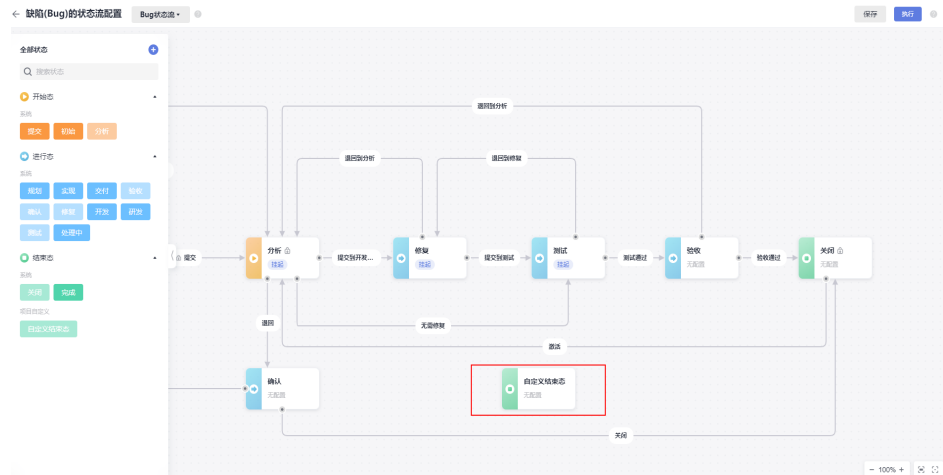 缺陷(Bug)的状态流配置 Bug状态流 保存 执行
全部状态
搜索状态
开始态
系统
提交 初始 分析
进行态
系统
规划 实现 交付 验收
确认 修复 开发 研发
测试 处理中
结束态
系统
关闭 完成
项目自定义
自定义结束态
退回到分析
退回到分析 退回到修复
提交
分析
挂起
提交到开发...
修复
挂起
提交到测试
测试
挂起
测试通过
验收
无配置
验收通过
关闭
无配置
退回
无需修复
激活
确认
无配置
自定义结束态
无配置
关闭
100%